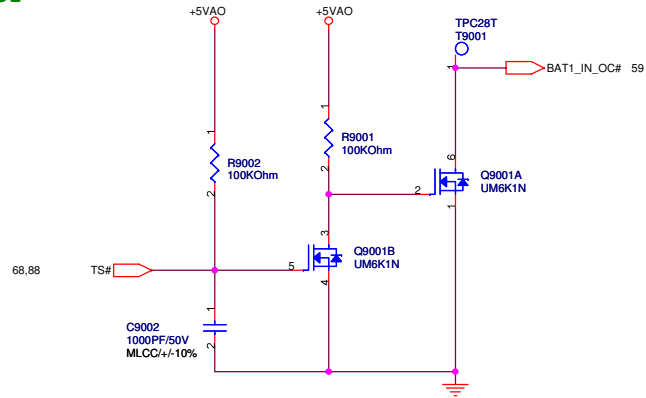 +5VAO
+5VAO
TPC28T
T9001
1
BAT1_IN_OC# 59
1
1
R9002
100KOhm
2
R9001
100KOhm
2
6
2
Q9001A
UM6K1N
1
3
68,88
TS#
5
Q9001B
UM6K1N
4
1
C9002
1000PF/50V
MLCC/+/-10%
2